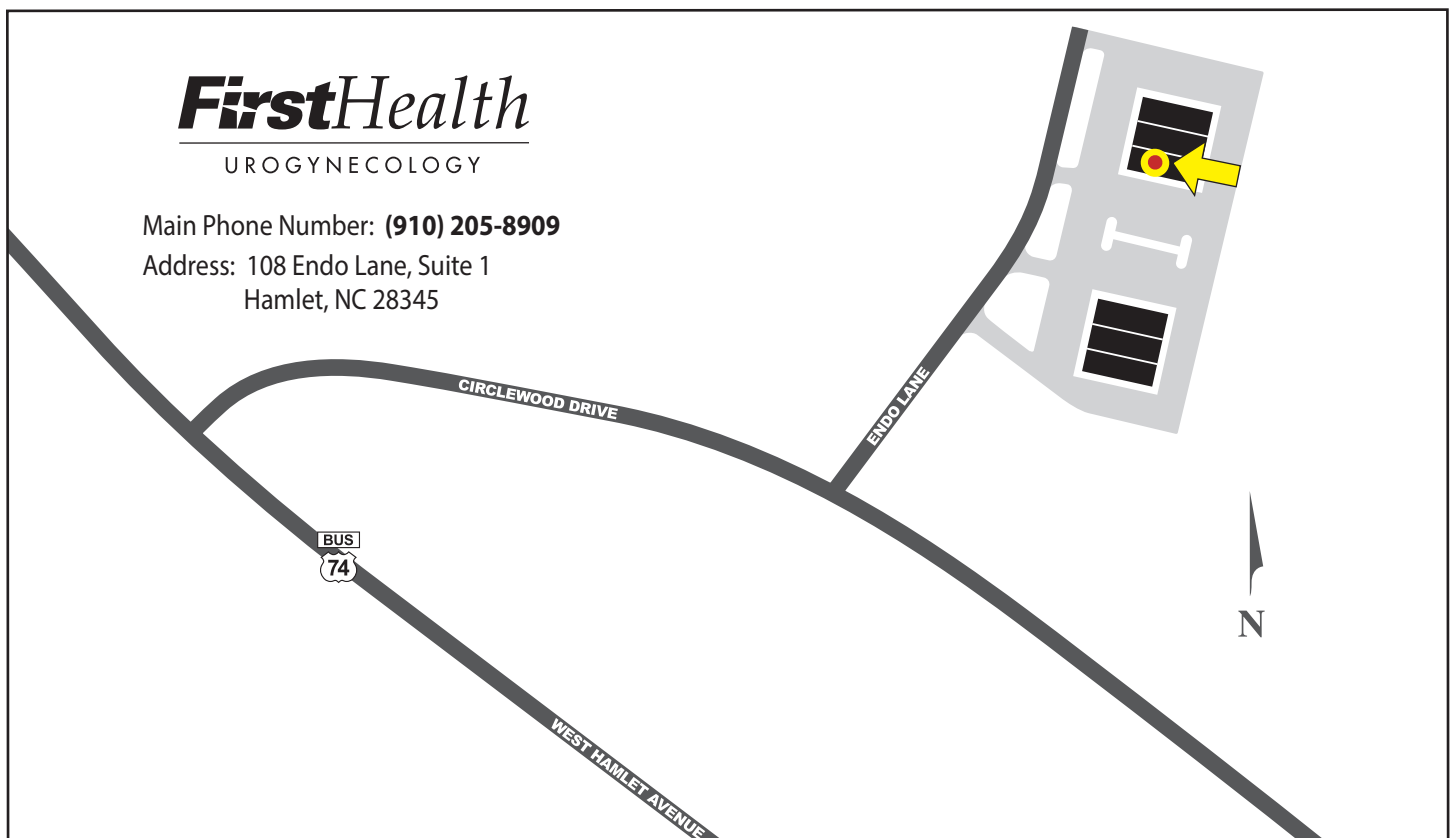 FirstHealth
UROGYNECOLOGY
Main Phone Number: (910) 205-8909
Address: 108 Endo Lane, Suite 1
Hamlet, NC 28345
CIRCLEWOOD DRIVE
ENDO LANE
BUS
74
N
WEST HAMLET AVENUE